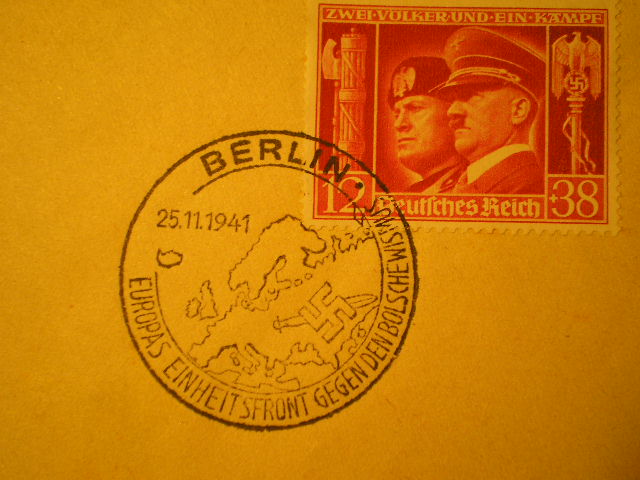 ZWEI·VÖLKER·UND·EIN·KAMPF
12 Deutsches Reich +38
BERLIN
25.11.1941
EUROPAS EINHEITSFRONT GEGEN DEN BOLSCHEWISMUS